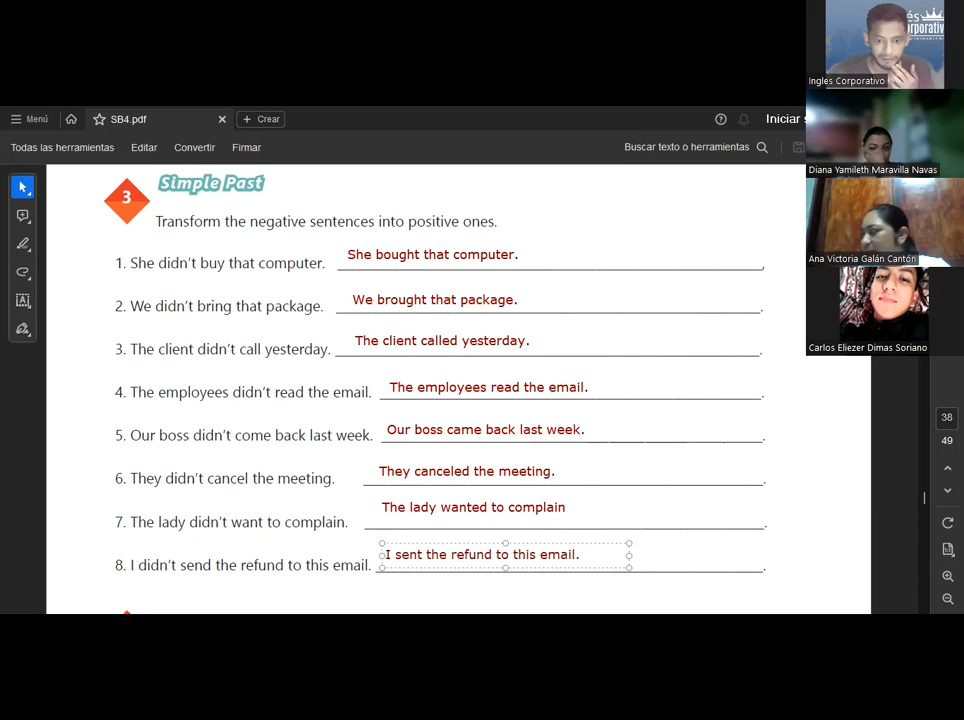 és
orporativo
Ingles Corporativo
Menú
SB4.pdf
Crear
Iniciar s
Todas las herramientas
Editar
Convertir
Firmar
Buscar texto o herramientas
Diana Yamileth Maravilla Navas
3
Simple Past
Transform the negative sentences into positive ones.
1. She didn't buy that computer. She bought that computer.
2. We didn't bring that package. We brought that package.
3. The client didn't call yesterday. The client called yesterday.
4. The employees didn't read the email. The employees read the email.
5. Our boss didn't come back last week. Our boss came back last week.
6. They didn't cancel the meeting. They canceled the meeting.
7. The lady didn't want to complain. The lady wanted to complain
8. I didn't send the refund to this email. I sent the refund to this email.
Ana Victoria Galán Cantón
Carlos Eliezer Dimas Soriano
38
49